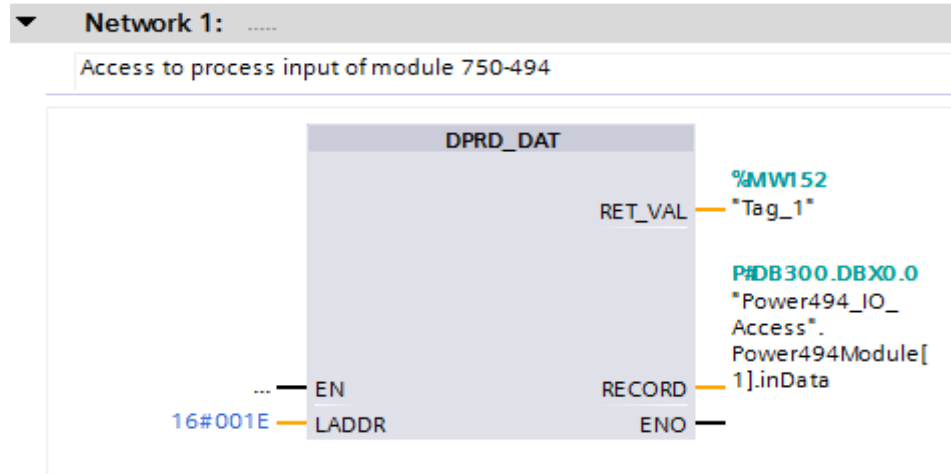 Network 1: .....
Access to process input of module 750-494
DPRD_DAT
%MW152
RET_VAL "Tag_1"
P#DB300.DBX0.0
"Power494_IO_
Access".
Power494Module[
... EN RECORD 1].inData
16#001E LADDR ENO